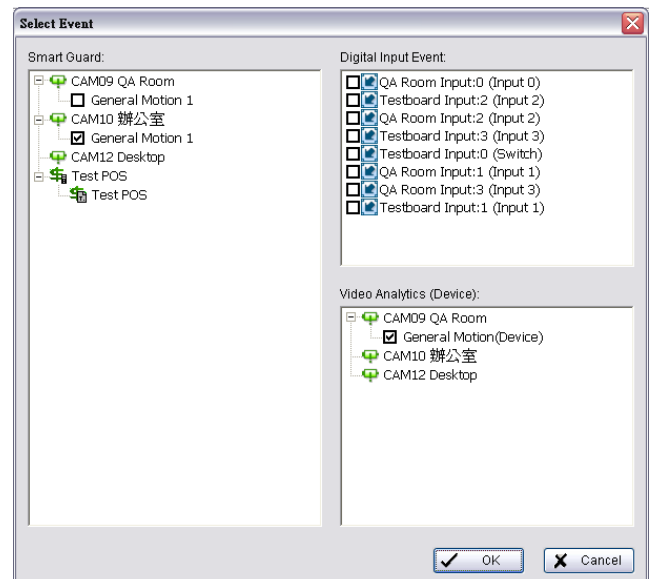 Select Event
Smart Guard:
CAM09 QA Room
General Motion 1
CAM10 辦公室
General Motion 1
CAM12 Desktop
Test POS
Test POS
Digital Input Event:
QA Room Input:0 (Input 0)
Testboard Input:2 (Input 2)
QA Room Input:2 (Input 2)
Testboard Input:3 (Input 3)
Testboard Input:0 (Switch)
QA Room Input:1 (Input 1)
QA Room Input:3 (Input 3)
Testboard Input:1 (Input 1)
Video Analytics (Device):
CAM09 QA Room
General Motion(Device)
CAM10 辦公室
CAM12 Desktop
OK
Cancel